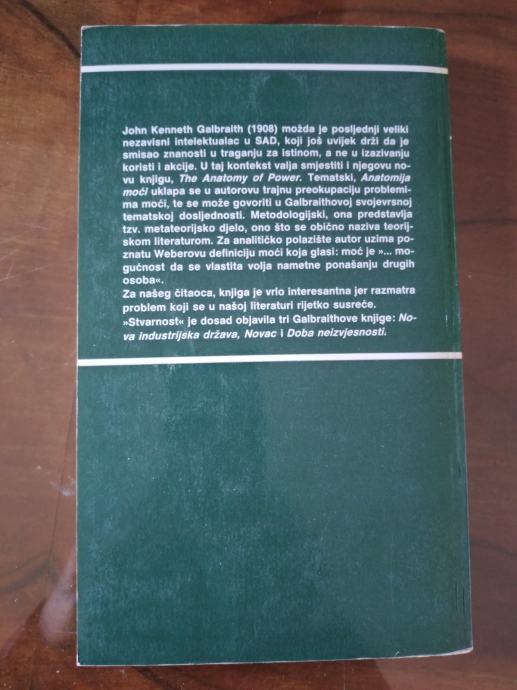 John Kenneth Galbraith (1908) možda je posljednji veliki
nezavisni intelektualac u SAD, koji još uvijek drži da je
smisao znanosti u traganju za istinom, a ne u izazivanju
koristi i akcije. U taj kontekst valja smjestiti i njegovu no-
vu knjigu, The Anatomy of Power. Tematski, Anatomija
moći uklapa se u autorovu trajnu preokupaciju problemi-
ma moći, te se može govoriti u Galbraithovoj svojevrsnoj
tematskoj dosljednosti. Metodologijski, ona predstavlja
tzv. metateorijsko djelo, ono što se obično naziva teorij-
skom literaturom. Za analitičko polazište autor uzima po-
znatu Weberovu definiciju moći koja glasi: moć je »... mo-
gućnost da se vlastita volja nametne ponašanju drugih
osoba«.
Za našeg čitaoca, knjiga je vrlo interesantna jer razmatra
problem koji se u našoj literaturi rijetko susreće.
»Stvarnost« je dosad objavila tri Galbraithove knjige: No-
va industrijska država, Novac i Doba neizvjesnosti.